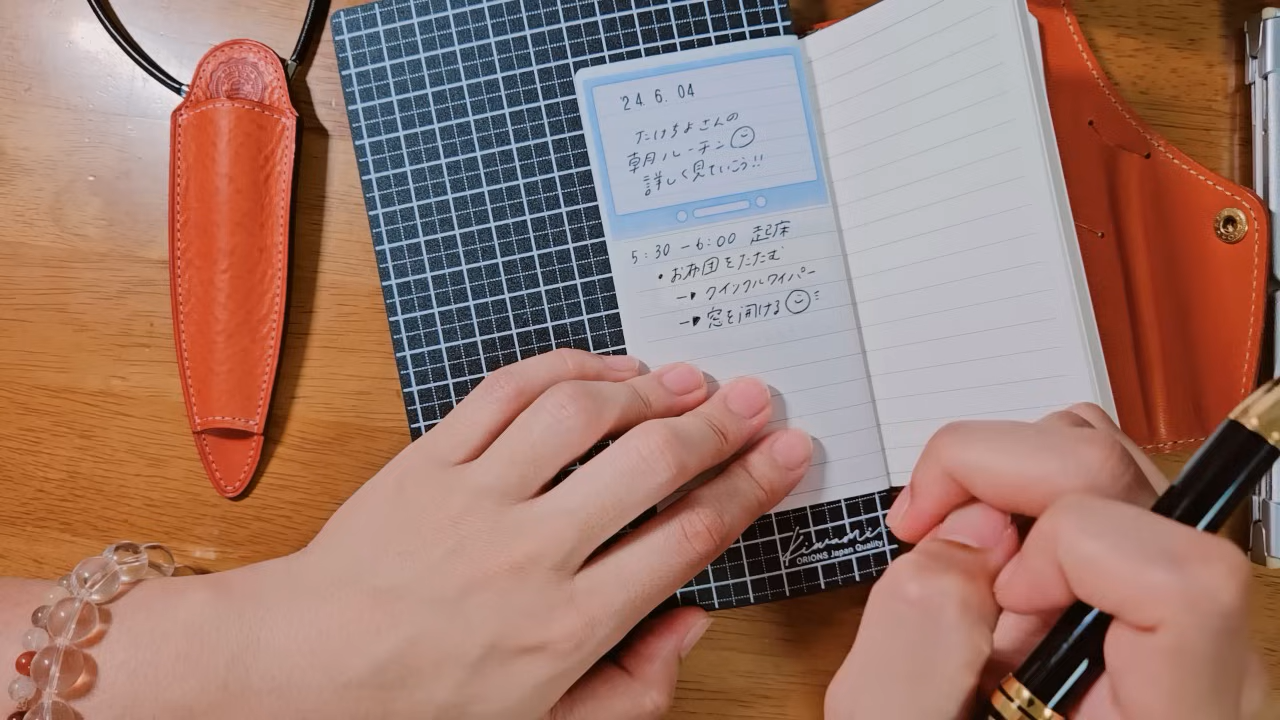 '24.6.04
たけちよさんの
朝ルーチン
詳しく見ていこう!!
5:30-6:00 起床
・お布団をたたむ
→クイックルワイパー
→窓を開ける
Kiwami
ORIONS Japan Quality